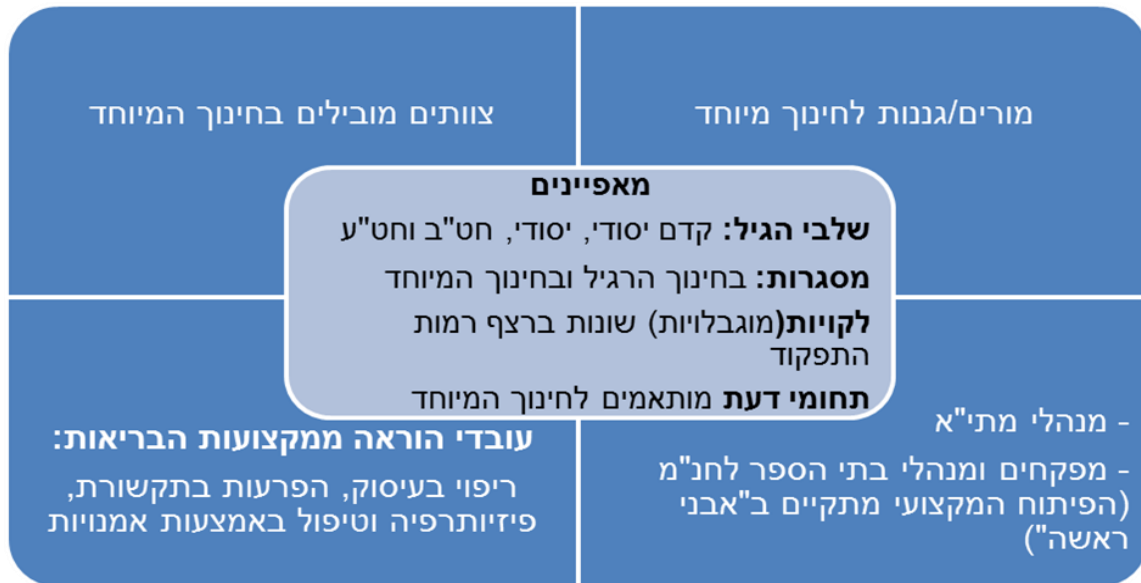 מורים/גננות לחינוך מיוחד
צוותים מובילים בחינוך המיוחד
מאפיינים
שלבי הגיל: קדם יסודי, יסודי, חט"ב וחט"ע
מסגרות: בחינוך הרגיל ובחינוך המיוחד
לקויות(מוגבלויות) שונות ברצף רמות
התפקוד
תחומי דעת מותאמים לחינוך המיוחד
- מנהלי מתי"א
- מפקחים ומנהלי בתי הספר לחנ"מ
(הפיתוח המקצועי מתקיים ב"אבני
ראשה")
עובדי הוראה ממקצועות הבריאות:
ריפוי בעיסוק, הפרעות בתקשורת,
פיזיותרפיה וטיפול באמצעות אמנויות